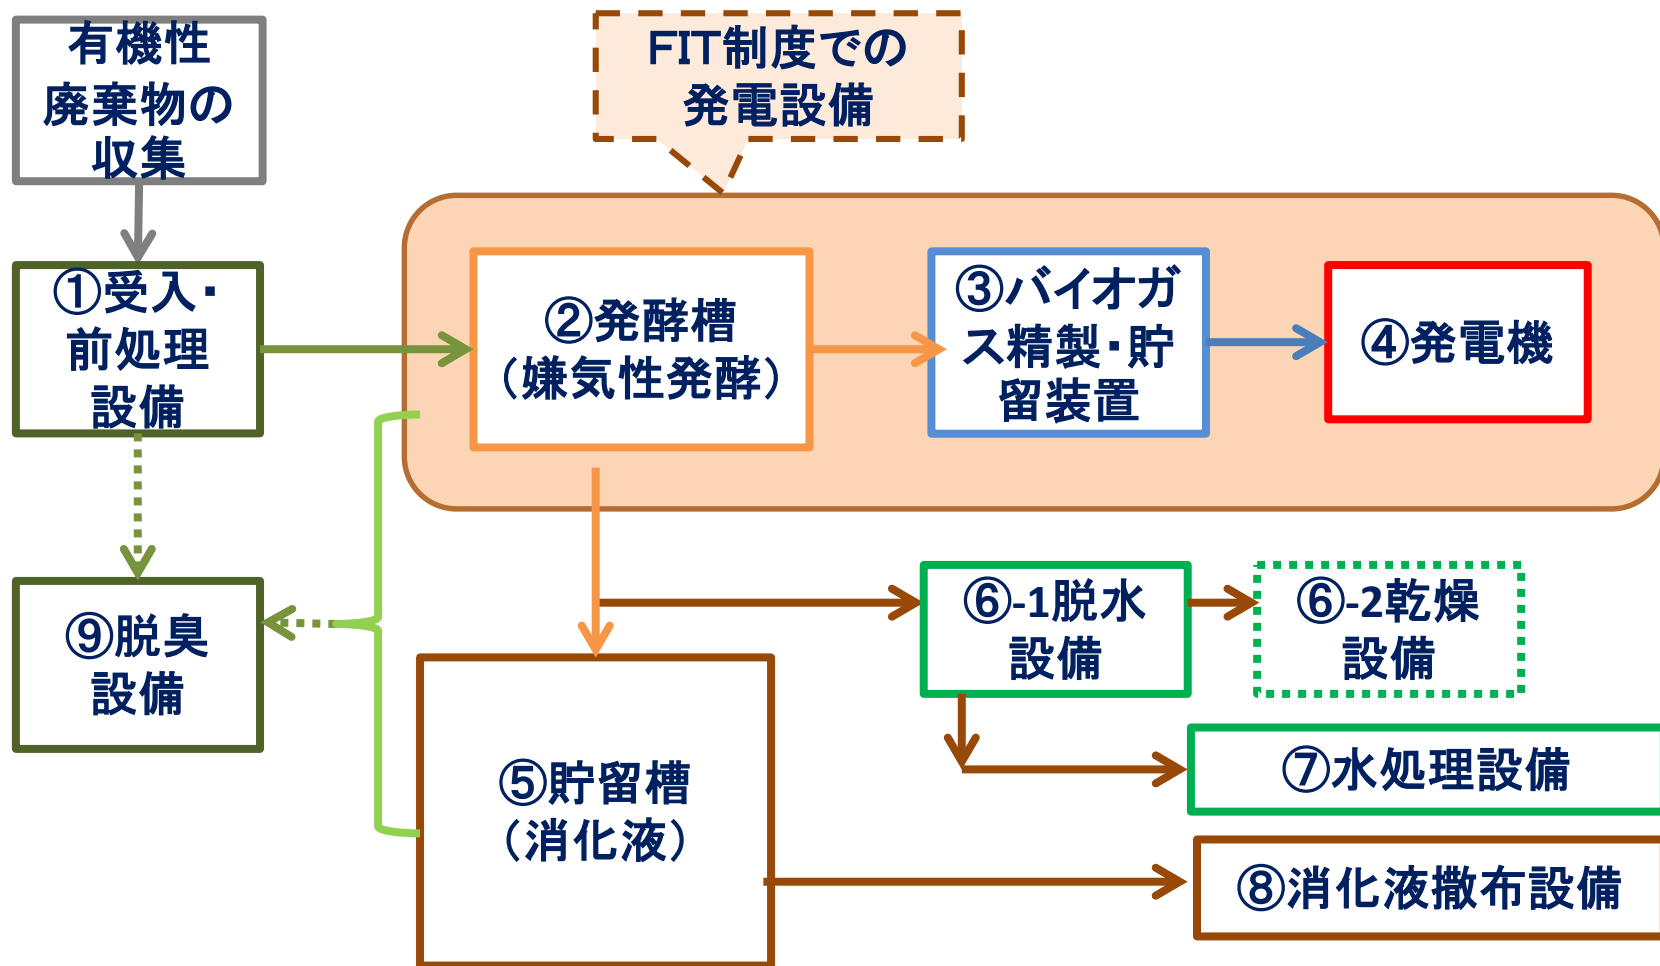 有機性
廃棄物の
収集
FIT制度での
発電設備
①受入・
前処理
設備
②発酵槽
（嫌気性発酵）
③バイオガ
ス精製・貯
留装置
④発電機
⑨脱臭
設備
⑤貯留槽
（消化液）
⑥-1脱水
設備
⑥-2乾燥
設備
⑦水処理設備
⑧消化液撒布設備